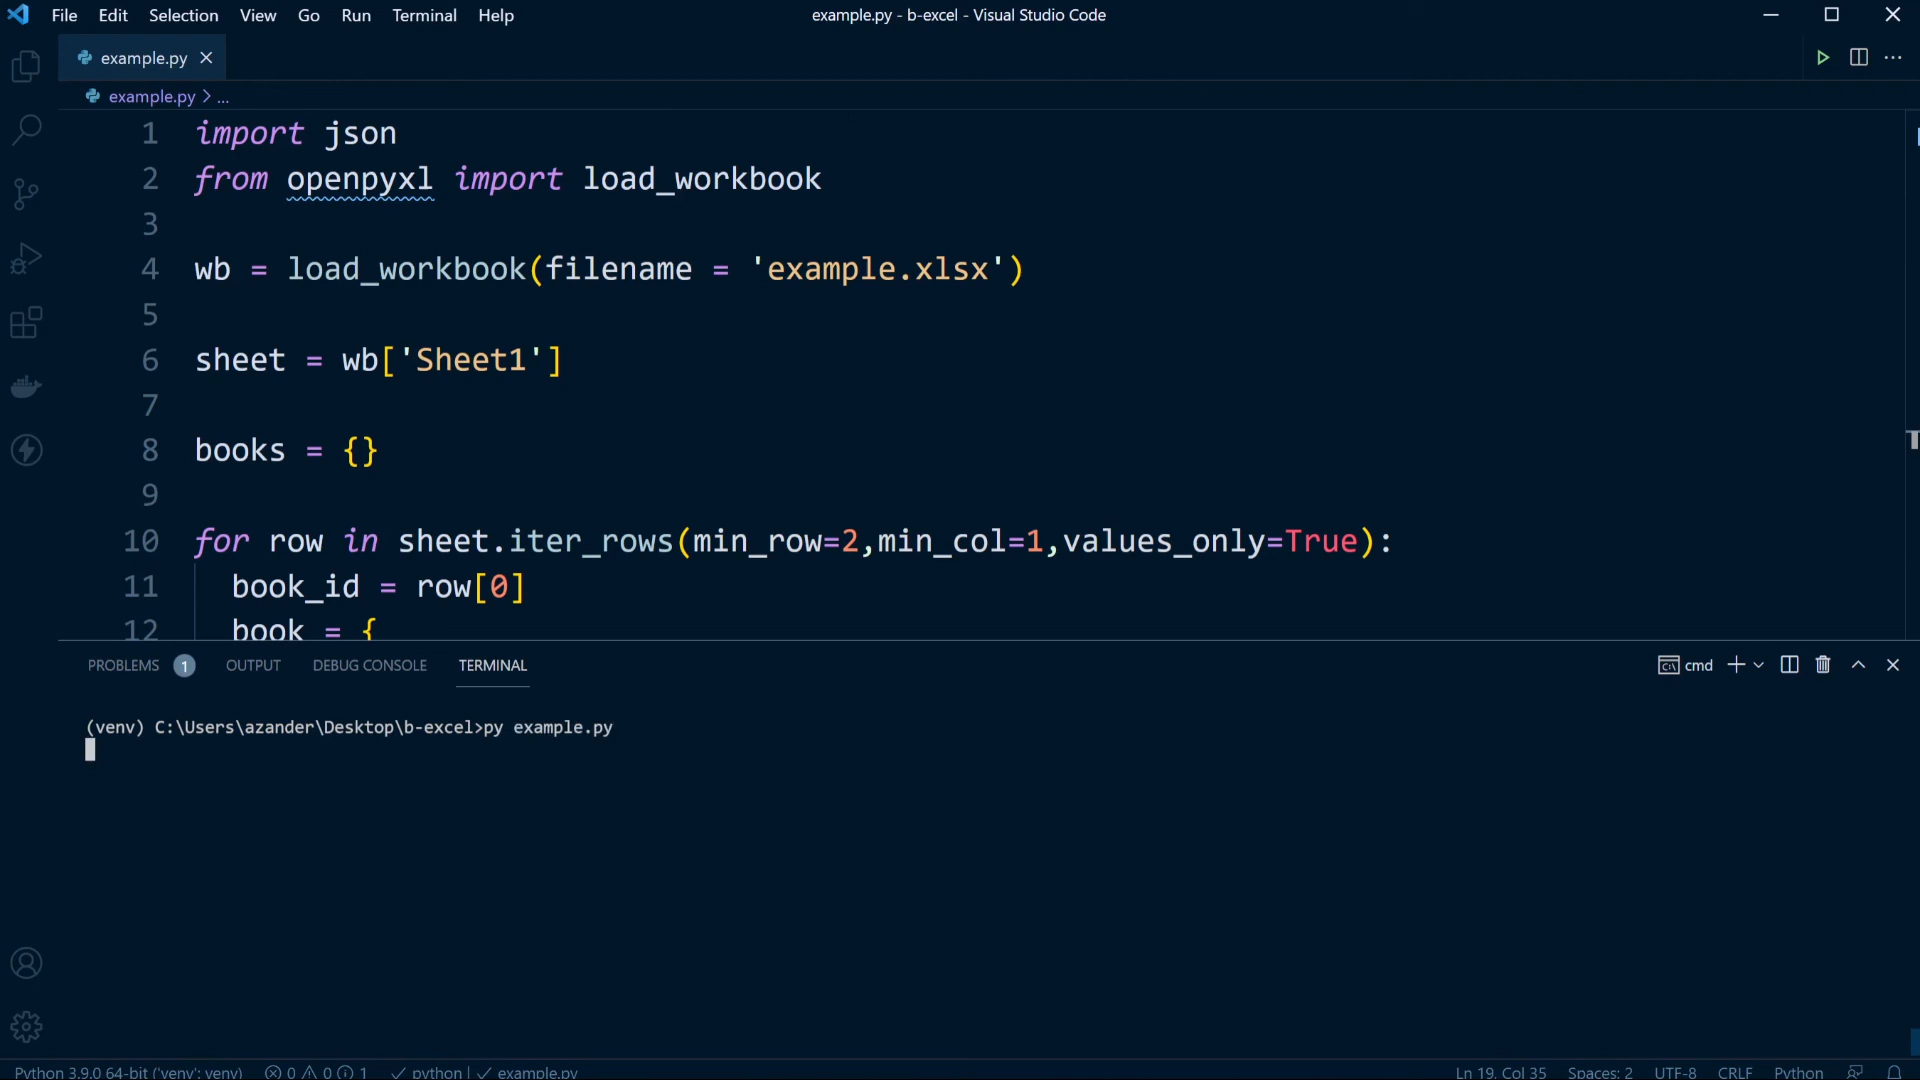 File Edit Selection View Go Run Terminal Help example.py - b-excel - Visual Studio Code
example.py
example.py > ...
1 import json
2 from openpyxl import load_workbook
3
4 wb = load_workbook(filename = 'example.xlsx')
5
6 sheet = wb['Sheet1']
7
8 books = {}
9
10 for row in sheet.iter_rows(min_row=2,min_col=1,values_only=True):
11 book_id = row[0]
12 book = {
PROBLEMS 1 OUTPUT DEBUG CONSOLE TERMINAL cmd
(venv) C:\Users\azander\Desktop\b-excel>py example.py
Python 3.9.0 64-bit ('venv': venv) 0 0 1 python | example.py Ln 19, Col 35 Spaces: 2 UTF-8 CRLF Python